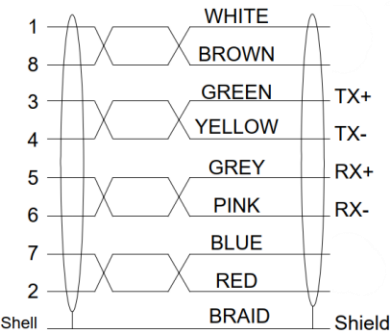 1 WHITE
8 BROWN
3 GREEN TX+
4 YELLOW TX-
5 GREY RX+
6 PINK RX-
7 BLUE
2 RED
Shell BRAID Shield